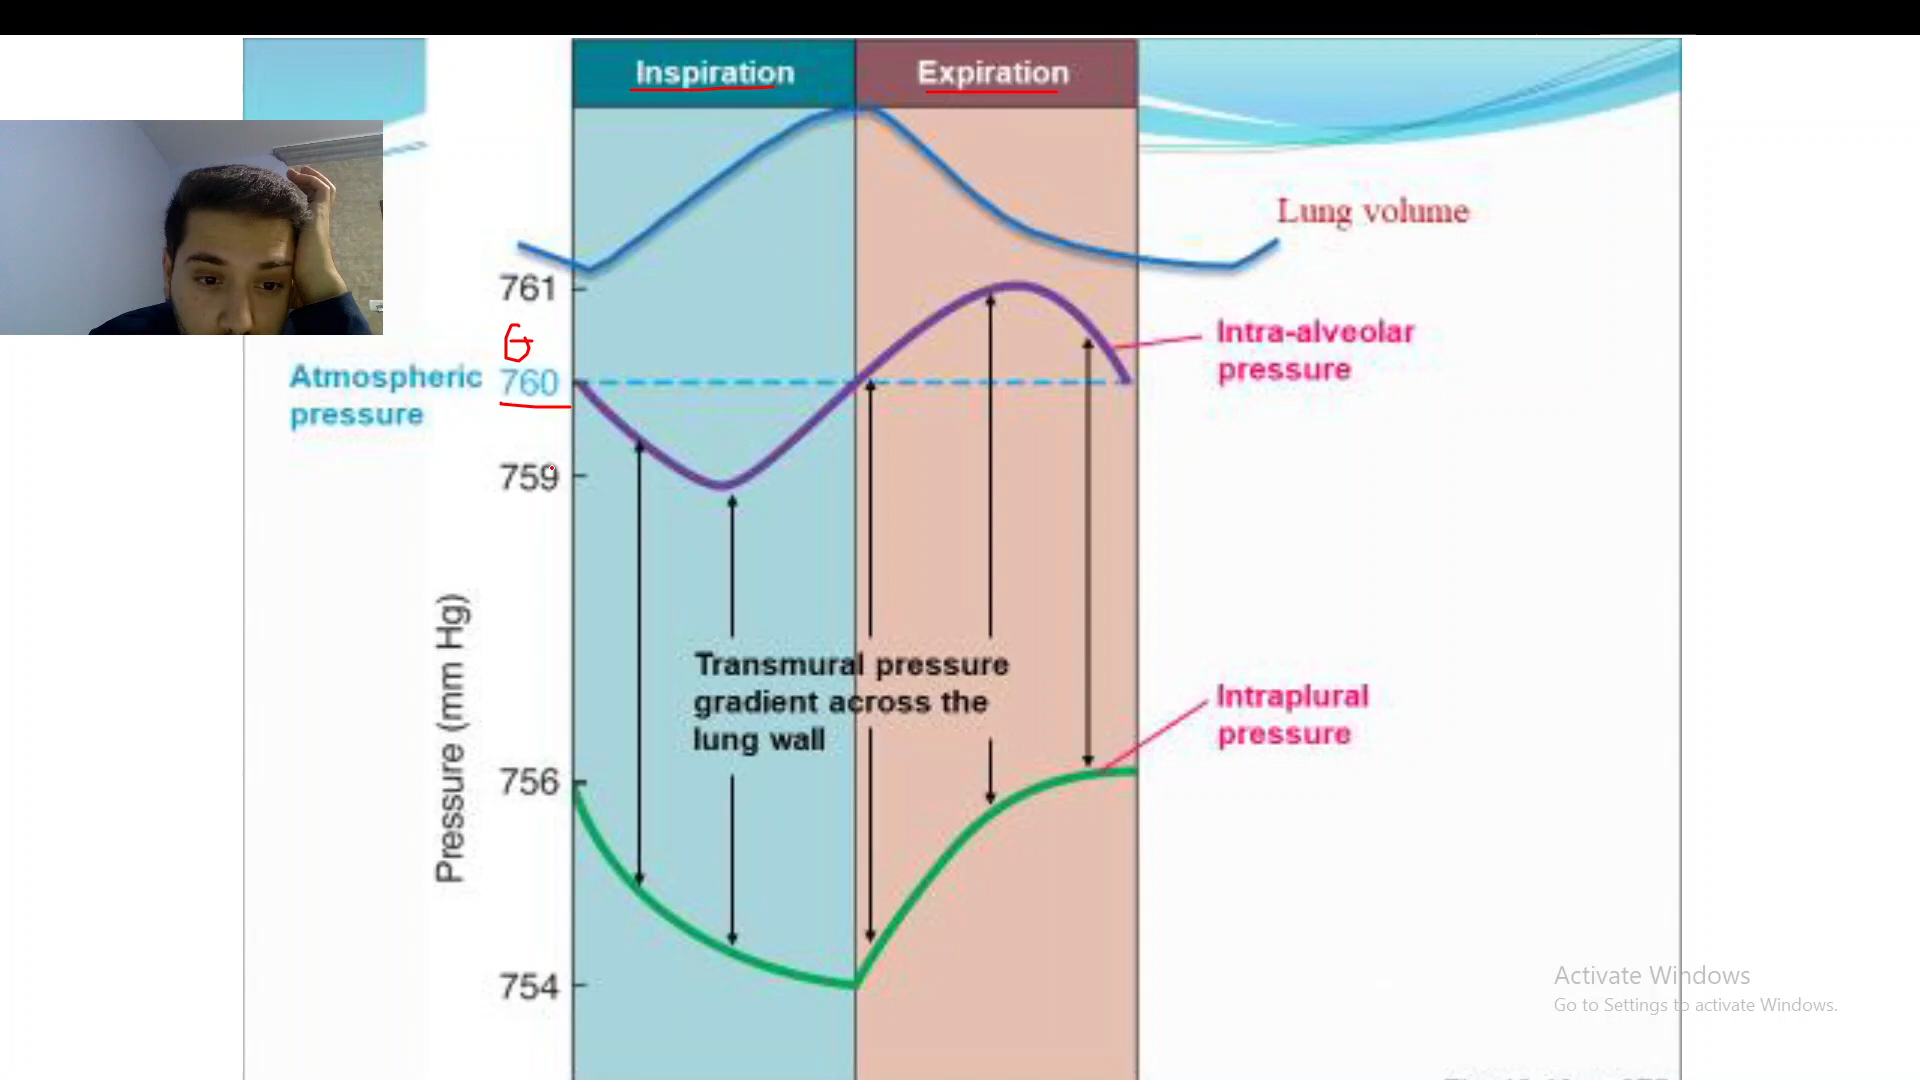 Inspiration
Expiration
Lung volume
761
Intra-alveolar
pressure
Atmospheric
pressure
760
759
Pressure (mm Hg)
Transmural pressure
gradient across the
lung wall
Intraplural
pressure
756
754
Activate Windows
Go to Settings to activate Windows.